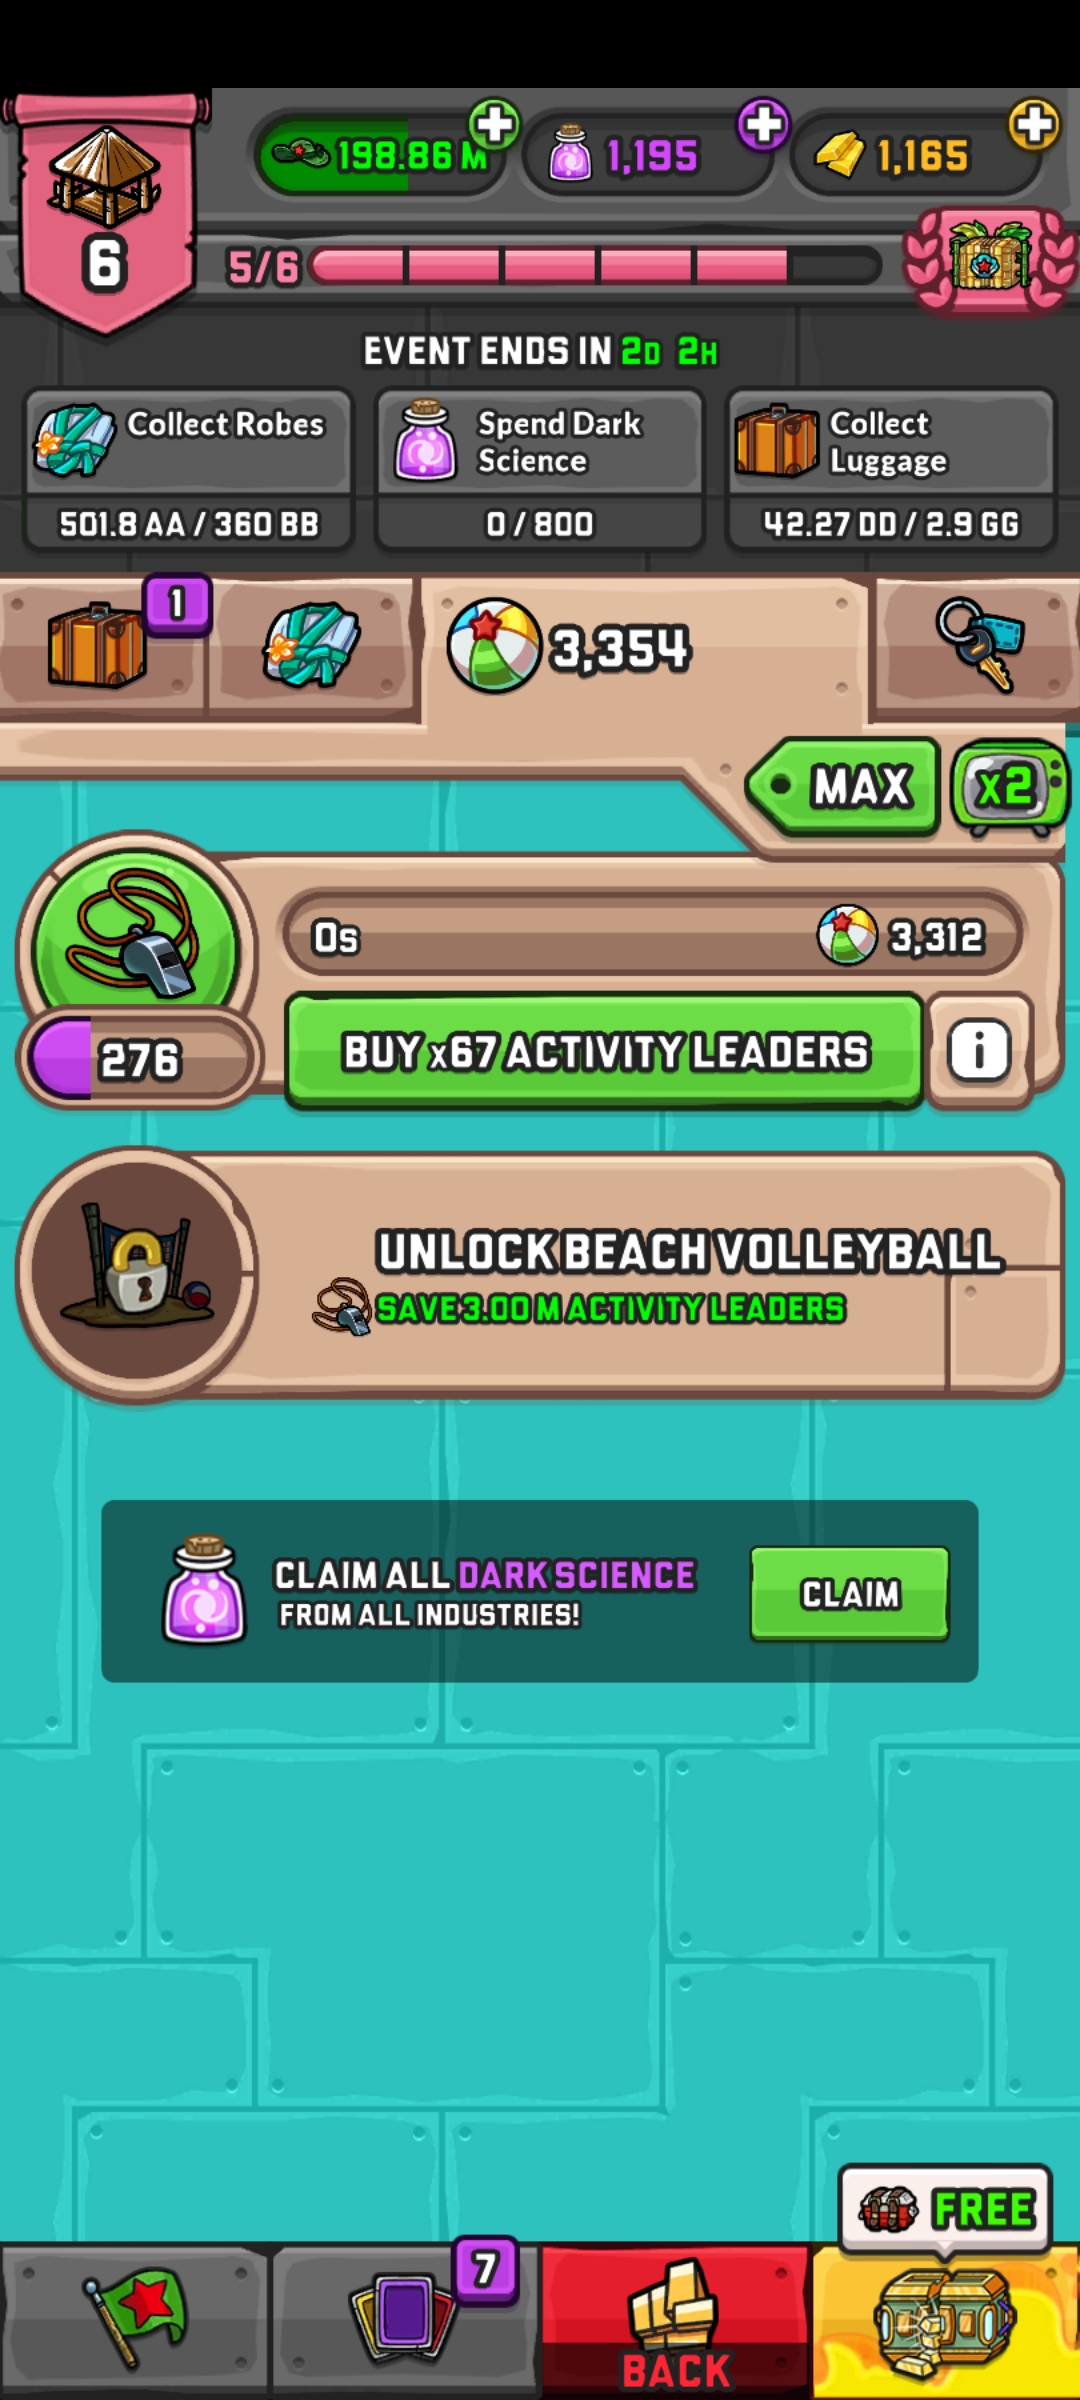 198.86 M
1,195
1,165
6
5/6
EVENT ENDS IN 2D 2H
Collect Robes
501.8 AA / 360 BB
Spend Dark
Science
0 / 800
Collect
Luggage
42.27 DD / 2.9 GG
1
3,354
MAX
x2
0s
3,312
276
BUY x67 ACTIVITY LEADERS
i
UNLOCK BEACH VOLLEYBALL
SAVE 3.00 M ACTIVITY LEADERS
CLAIM ALL DARK SCIENCE
FROM ALL INDUSTRIES!
CLAIM
FREE
7
BACK